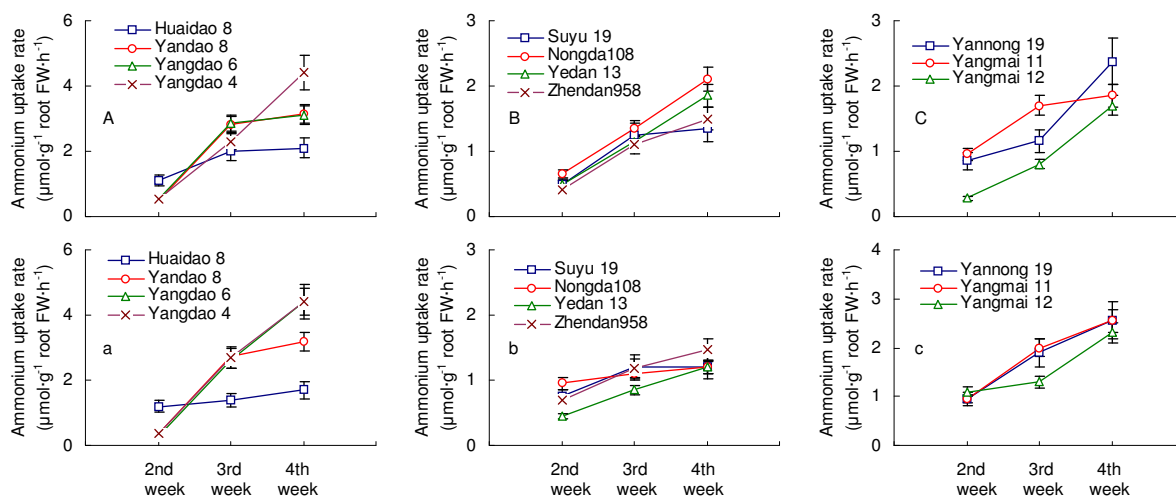 Ammonium uptake rate
(μmol·g⁻¹ root FW·h⁻¹)
6
4
2
0
Huaidao 8
Yandao 8
Yangdao 6
Yangdao 4
A
Ammonium uptake rate
(μmol·g⁻¹ root FW·h⁻¹)
3
2
1
0
Suyu 19
Nongda108
Yedan 13
Zhendan958
B
Ammonium uptake rate
(μmol·g⁻¹ root FW·h⁻¹)
3
2
1
0
Yannong 19
Yangmai 11
Yangmai 12
C
Ammonium uptake rate
(μmol·g⁻¹ root FW·h⁻¹)
6
4
2
0
Huaidao 8
Yandao 8
Yangdao 6
Yangdao 4
a
2nd
week
3rd
week
4th
week
Ammonium uptake rate
(μmol·g⁻¹ root FW·h⁻¹)
3
2
1
0
Suyu 19
Nongda108
Yedan 13
Zhendan958
b
2nd
week
3rd
week
4th
week
Ammonium uptake rate
(μmol·g⁻¹ root FW·h⁻¹)
4
3
2
1
0
Yannong 19
Yangmai 11
Yangmai 12
c
2nd
week
3rd
week
4th
week